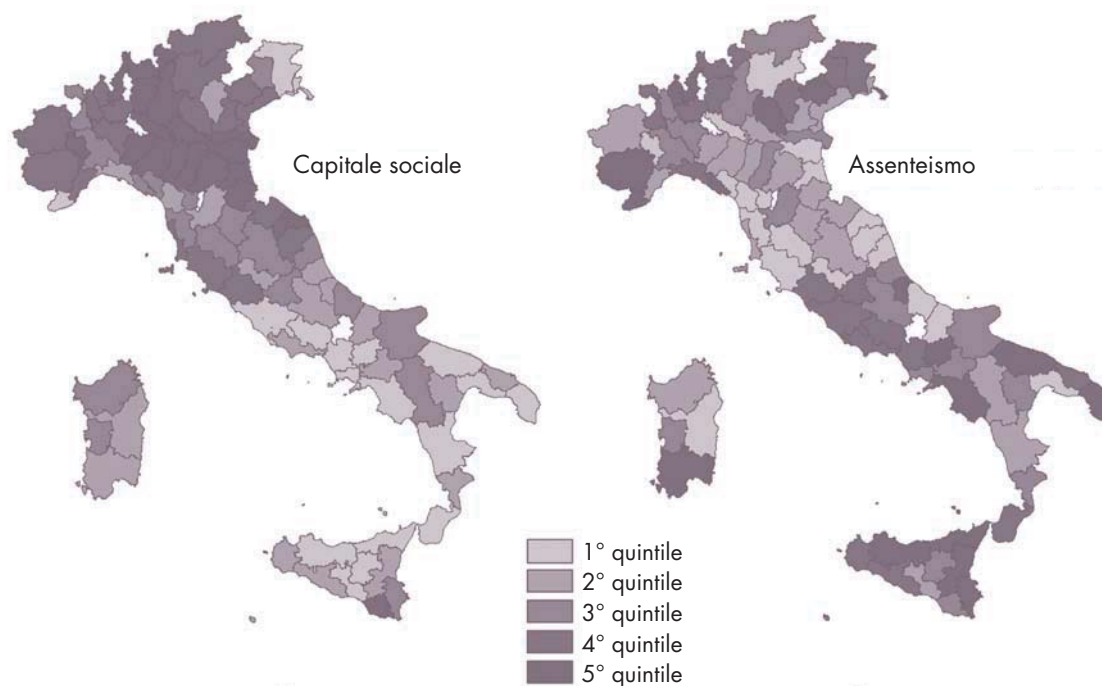 Capitale sociale
Assenteismo
1° quintile
2° quintile
3° quintile
4° quintile
5° quintile